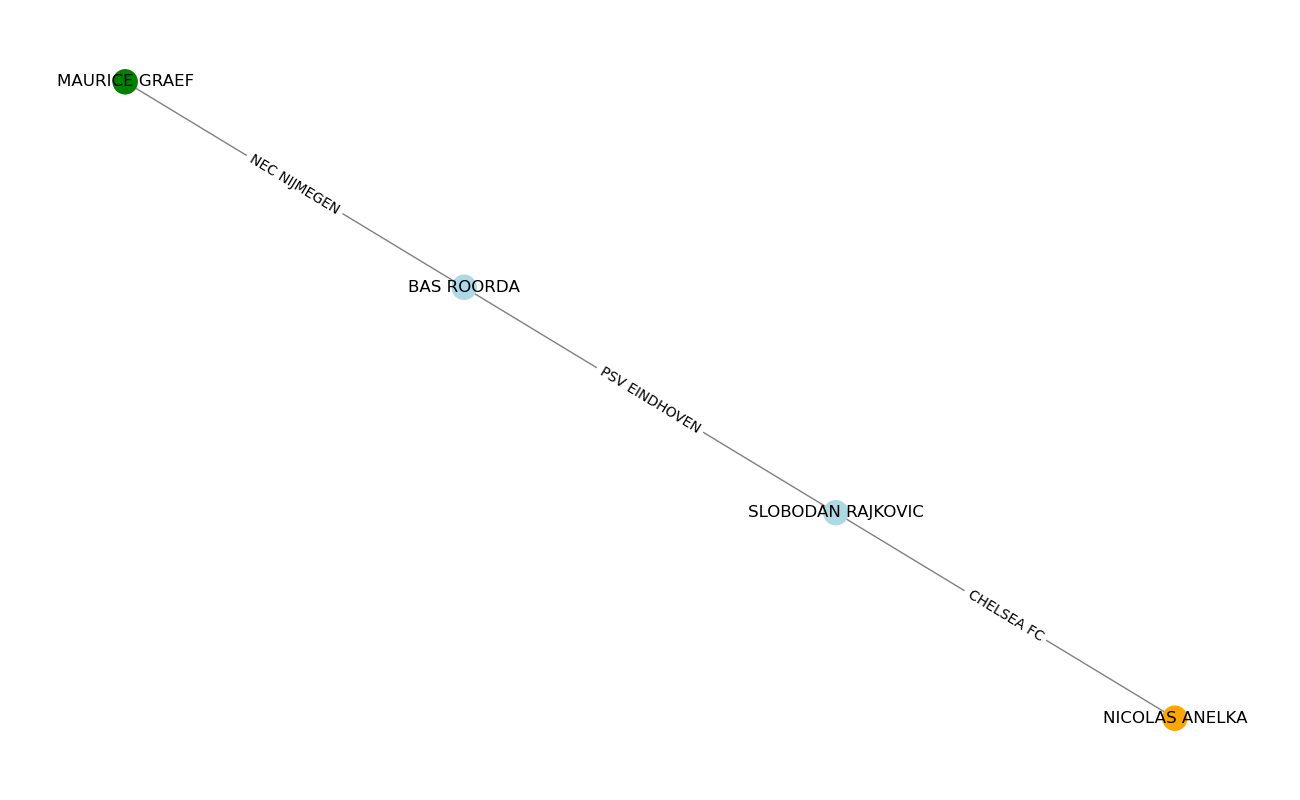 MAURICE GRAEF
NEC NIJMEGEN
BAS ROORDA
PSV EINDHOVEN
SLOBODAN RAJKOVIC
CHELSEA FC
NICOLAS ANELKA